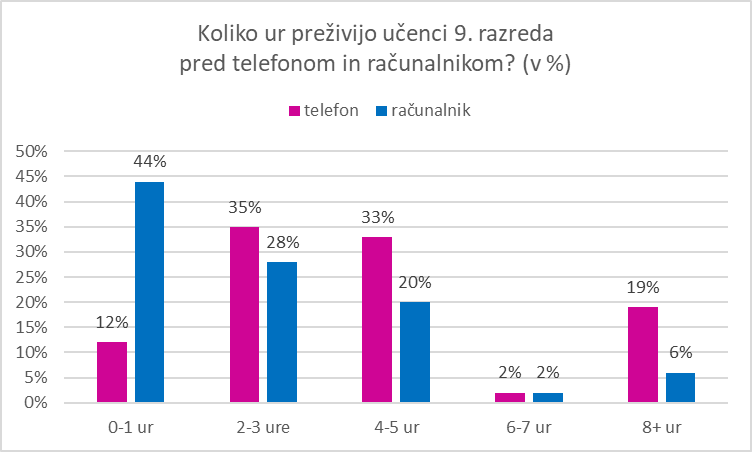 Koliko ur preživijo učenci 9. razreda
pred telefonom in računalnikom? (v %)
telefon računalnik
50%
45%
40%
35%
30%
25%
20%
15%
10%
5%
0%
12% 44% 35% 28% 33% 20% 2% 2% 19% 6%
0-1 ur 2-3 ure 4-5 ur 6-7 ur 8+ ur